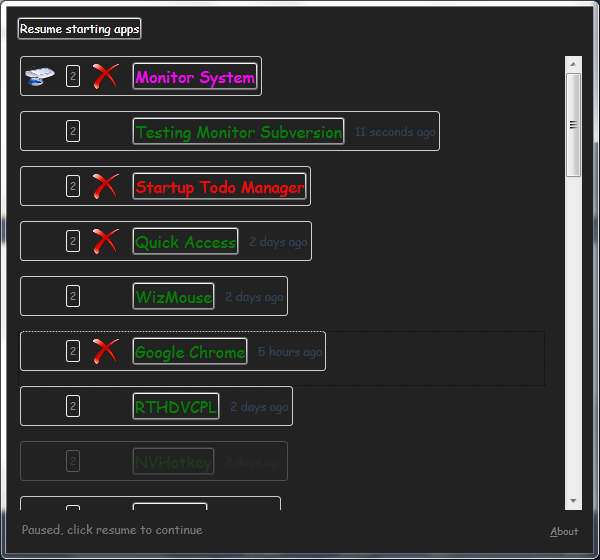 Resume starting apps
2 Monitor System
2 Testing Monitor Subversion 11 seconds ago
2 Startup Todo Manager
2 Quick Access 2 days ago
2 WizMouse 2 days ago
2 Google Chrome 5 hours ago
2 RTHDVCPL 2 days ago
2 NVHotkey 2 days ago
Paused, click resume to continue
About